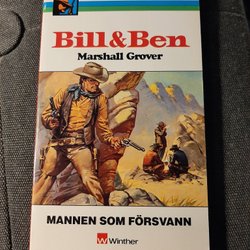 Bill & Ben
Marshall Grover
MANNEN SOM FÖRSVANN
W Winther